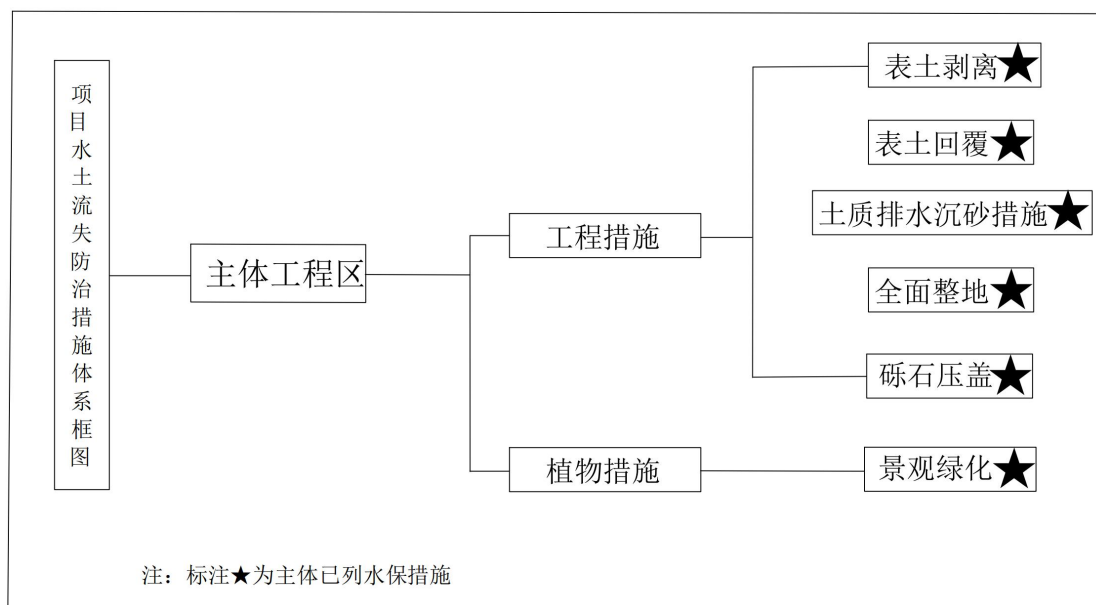 项目水土流失防治措施体系框图
主体工程区
工程措施
表土剥离★
表土回覆★
土质排水沉砂措施★
全面整地★
砾石压盖★
植物措施
景观绿化★
注：标注★为主体已列水保措施